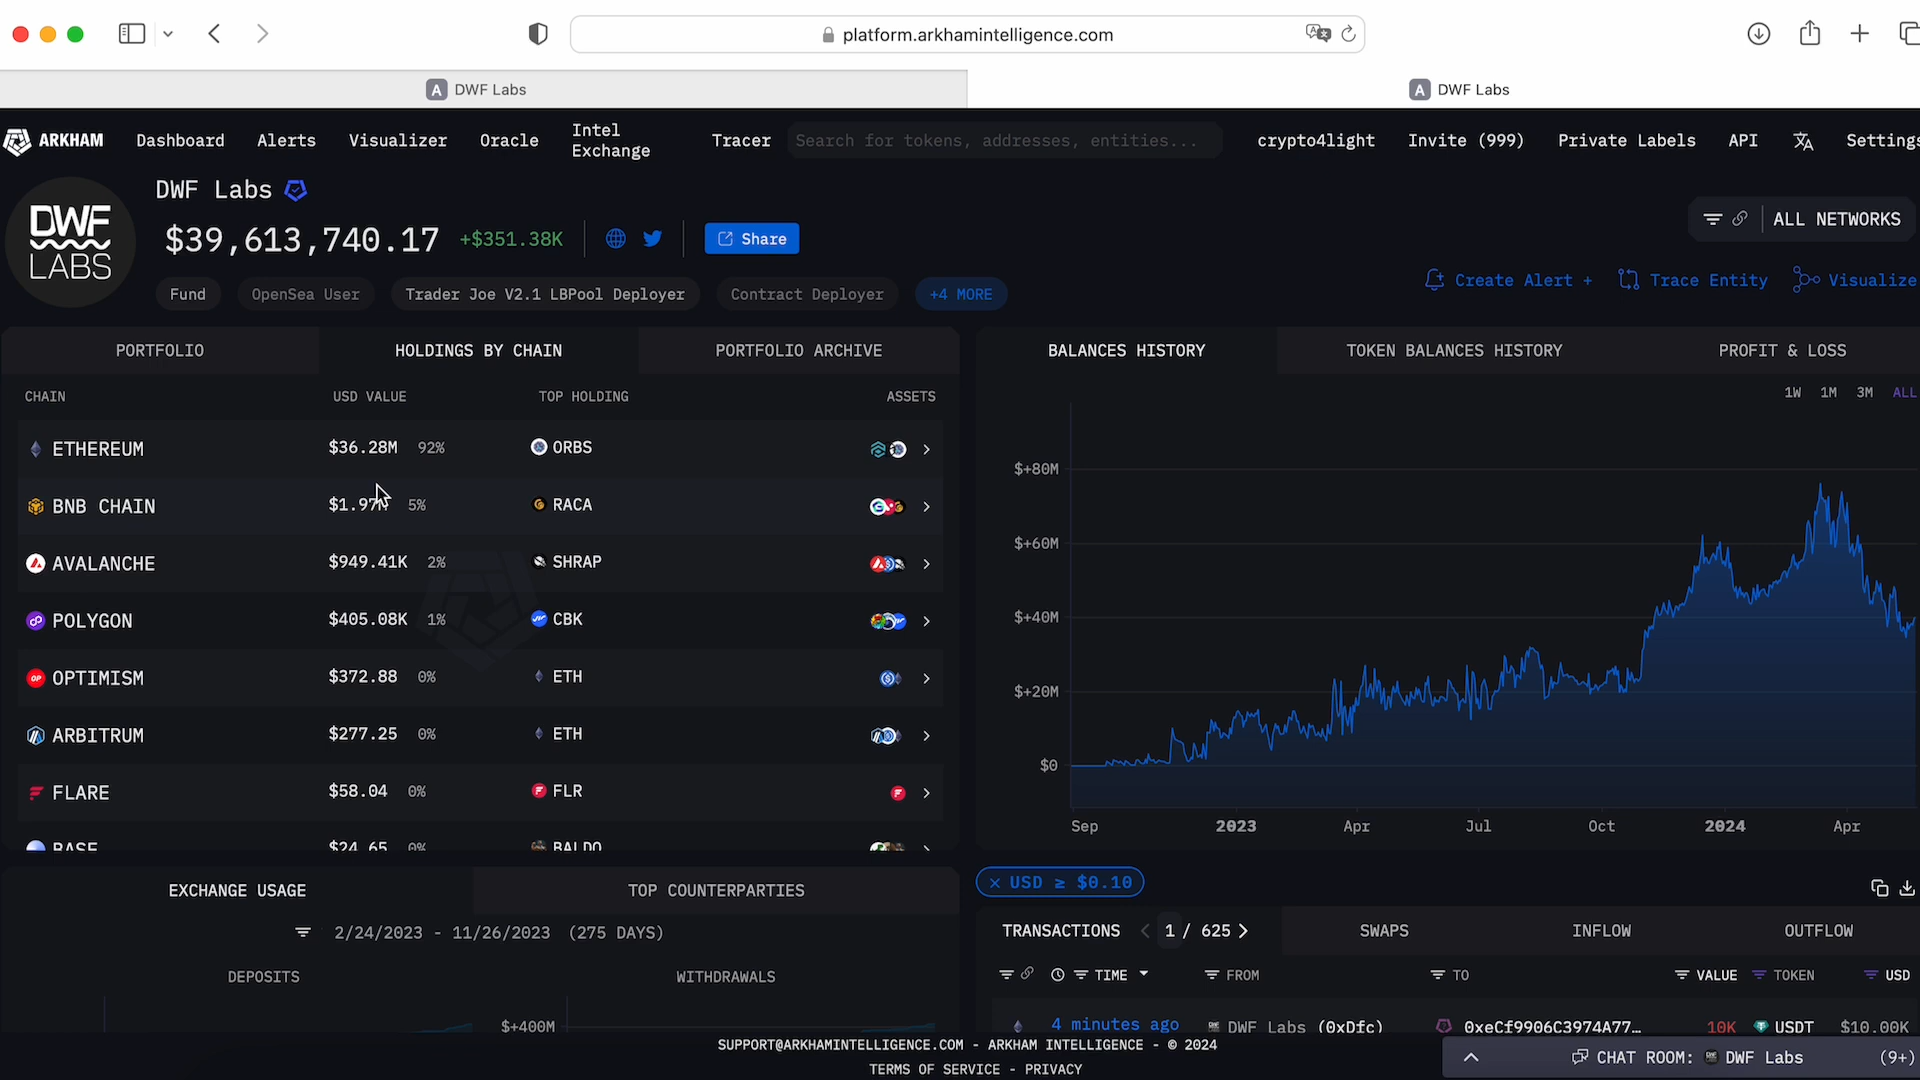 platform.arkhamintelligence.com
A DWF Labs
A DWF Labs
ARKHAM Dashboard Alerts Visualizer Oracle Intel Exchange Tracer Search for tokens, addresses, entities... crypto4light Invite (999) Private Labels API Settings
DWF Labs
DWF
LABS
$39,613,740.17 +$351.38K Share
ALL NETWORKS
Fund OpenSea User Trader Joe V2.1 LBPool Deployer Contract Deployer +4 MORE
Create Alert + Trace Entity Visualize
PORTFOLIO HOLDINGS BY CHAIN PORTFOLIO ARCHIVE
CHAIN USD VALUE TOP HOLDING ASSETS
ETHEREUM $36.28M 92% ORBS
BNB CHAIN 5% RACA
AVALANCHE $949.41K 2% SHRAP
POLYGON $405.08K 1% CBK
OPTIMISM $372.88 0% ETH
ARBITRUM $277.25 0% ETH
FLARE $58.04 0% FLR
BASE $24.65 0% BALDO
BALANCES HISTORY TOKEN BALANCES HISTORY PROFIT & LOSS
1W 1M 3M ALL
$+80M
$+60M
$+40M
$+20M
$0
Sep 2023 Apr Jul Oct 2024 Apr
EXCHANGE USAGE TOP COUNTERPARTIES
2/24/2023 - 11/26/2023 (275 DAYS)
DEPOSITS WITHDRAWALS
$+400M
× USD ≥ $0.10
TRANSACTIONS < 1 / 625 > SWAPS INFLOW OUTFLOW
TIME FROM TO VALUE TOKEN USD
4 minutes ago DWF Labs (0xDfc) 0xeCf9906C3974A77… 10K USDT $10.00K
SUPPORT@ARKHAMINTELLIGENCE.COM - ARKHAM INTELLIGENCE - © 2024
TERMS OF SERVICE - PRIVACY
CHAT ROOM: DWF Labs (9+)